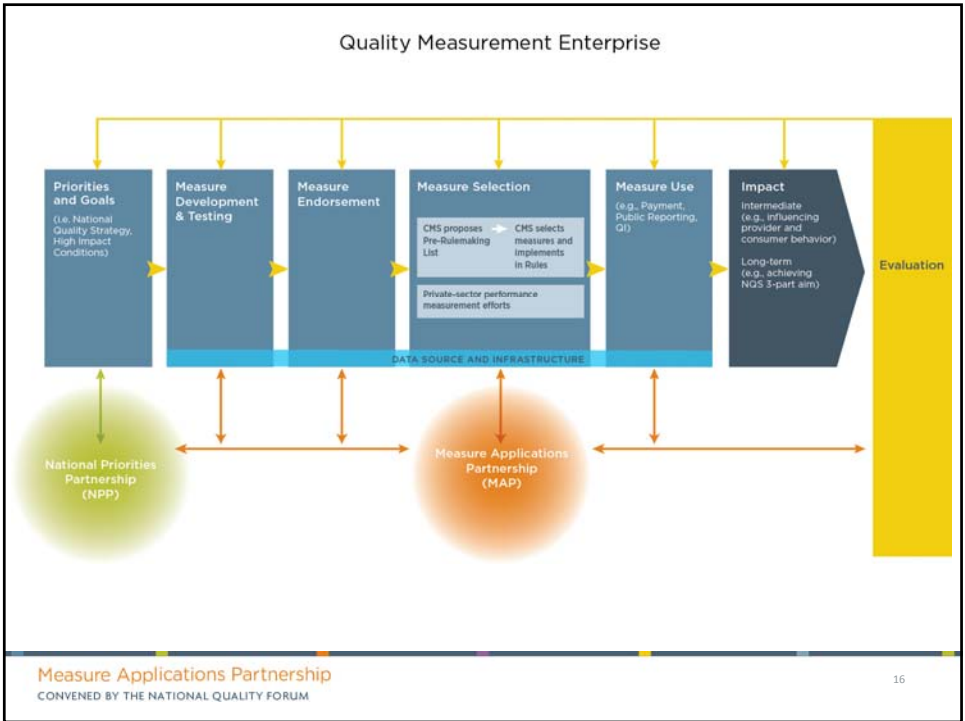 Quality Measurement Enterprise
Priorities
and Goals
(i.e, National
Quality Strategy,
High Impact
Conditions)
Measure
Development
& Testing
Measure
Endorsement
Measure Selection
CMS proposes
Pre-Rulemaking
List
CMS selects
measures and
implements
in Rules
Private-sector performance
measurement efforts
Measure Use
(e.g., Payment,
Public Reporting,
QI)
Impact
Intermediate
(e.g., influencing
provider and
consumer behavior)
Long-term
(e.g., achieving
NQS 3-part aim)
Evaluation
DATA SOURCE AND INFRASTRUCTURE
National Priorities
Partnership
(NPP)
Measure Applications
Partnership
(MAP)
Measure Applications Partnership
CONVENED BY THE NATIONAL QUALITY FORUM
16